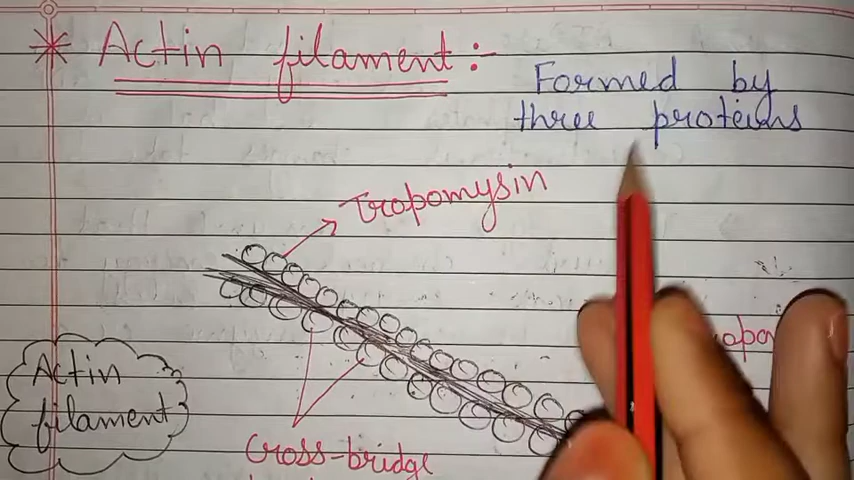 Actin filament :-
Formed by
three proteins
Tropomysin
Actin
filament
Cross-bridge